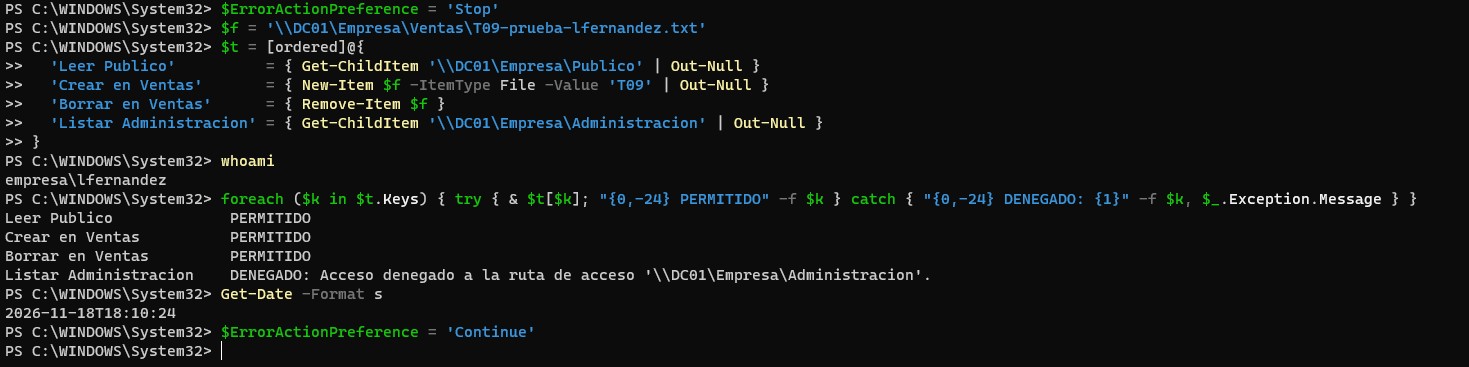 PS C:\WINDOWS\System32> $ErrorActionPreference = 'Stop'
PS C:\WINDOWS\System32> $f = '\\DC01\Empresa\Ventas\T09-prueba-lfernandez.txt'
PS C:\WINDOWS\System32> $t = [ordered]@{
>>   'Leer Publico'          = { Get-ChildItem '\\DC01\Empresa\Publico' | Out-Null }
>>   'Crear en Ventas'       = { New-Item $f -ItemType File -Value 'T09' | Out-Null }
>>   'Borrar en Ventas'      = { Remove-Item $f }
>>   'Listar Administracion' = { Get-ChildItem '\\DC01\Empresa\Administracion' | Out-Null }
>> }
PS C:\WINDOWS\System32> whoami
empresa\lfernandez
PS C:\WINDOWS\System32> foreach ($k in $t.Keys) { try { & $t[$k]; "{0,-24} PERMITIDO" -f $k } catch { "{0,-24} DENEGADO: {1}" -f $k, $_.Exception.Message } }
Leer Publico             PERMITIDO
Crear en Ventas          PERMITIDO
Borrar en Ventas         PERMITIDO
Listar Administracion    DENEGADO: Acceso denegado a la ruta de acceso '\\DC01\Empresa\Administracion'.
PS C:\WINDOWS\System32> Get-Date -Format s
2026-11-18T18:10:24
PS C:\WINDOWS\System32> $ErrorActionPreference = 'Continue'
PS C:\WINDOWS\System32>